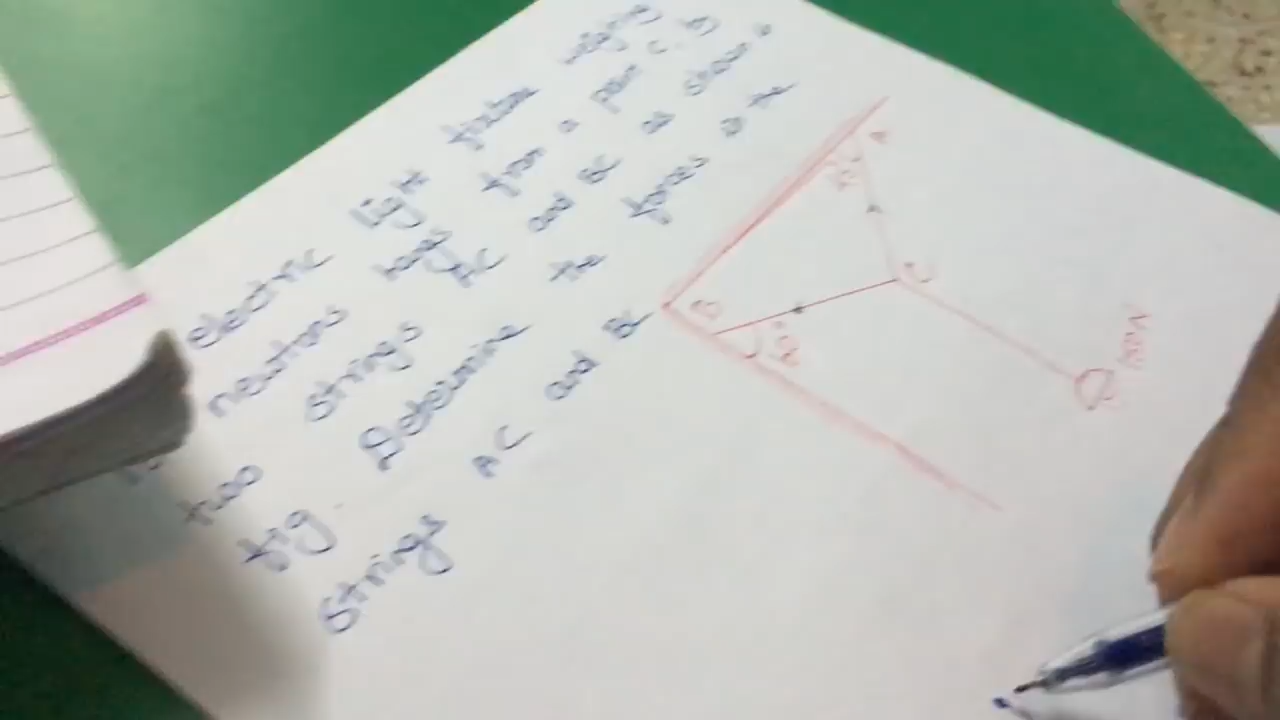 electric light fixture weighing
newtons hangs from a point C, by
two strings AC and BC as shown in
fig. Determine the forces in the
strings AC and BC
A
B
C
150N